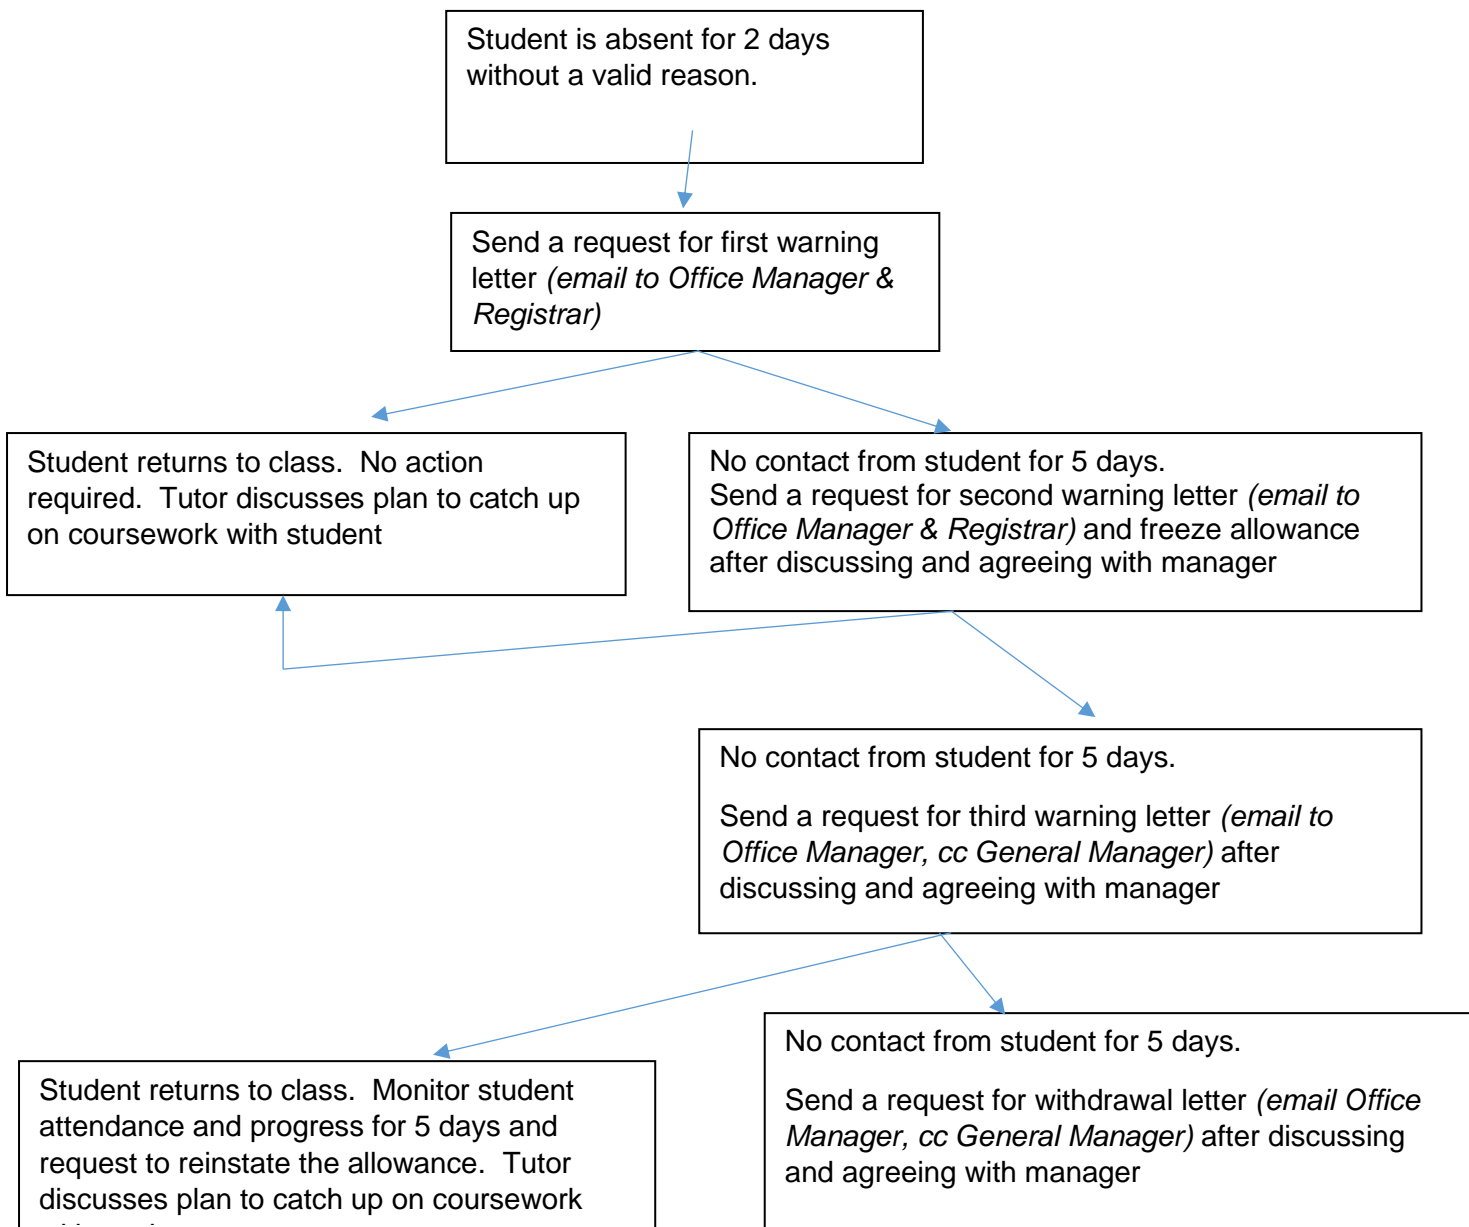 Student is absent for 2 days
without a valid reason.
Send a request for first warning
letter (email to Office Manager &
Registrar)
Student returns to class.  No action
required.  Tutor discusses plan to catch up
on coursework with student
No contact from student for 5 days.
Send a request for second warning letter (email to
Office Manager & Registrar) and freeze allowance
after discussing and agreeing with manager
No contact from student for 5 days.
Send a request for third warning letter (email to
Office Manager, cc General Manager) after
discussing and agreeing with manager
Student returns to class.  Monitor student
attendance and progress for 5 days and
request to reinstate the allowance.  Tutor
discusses plan to catch up on coursework
No contact from student for 5 days.
Send a request for withdrawal letter (email Office
Manager, cc General Manager) after discussing
and agreeing with manager